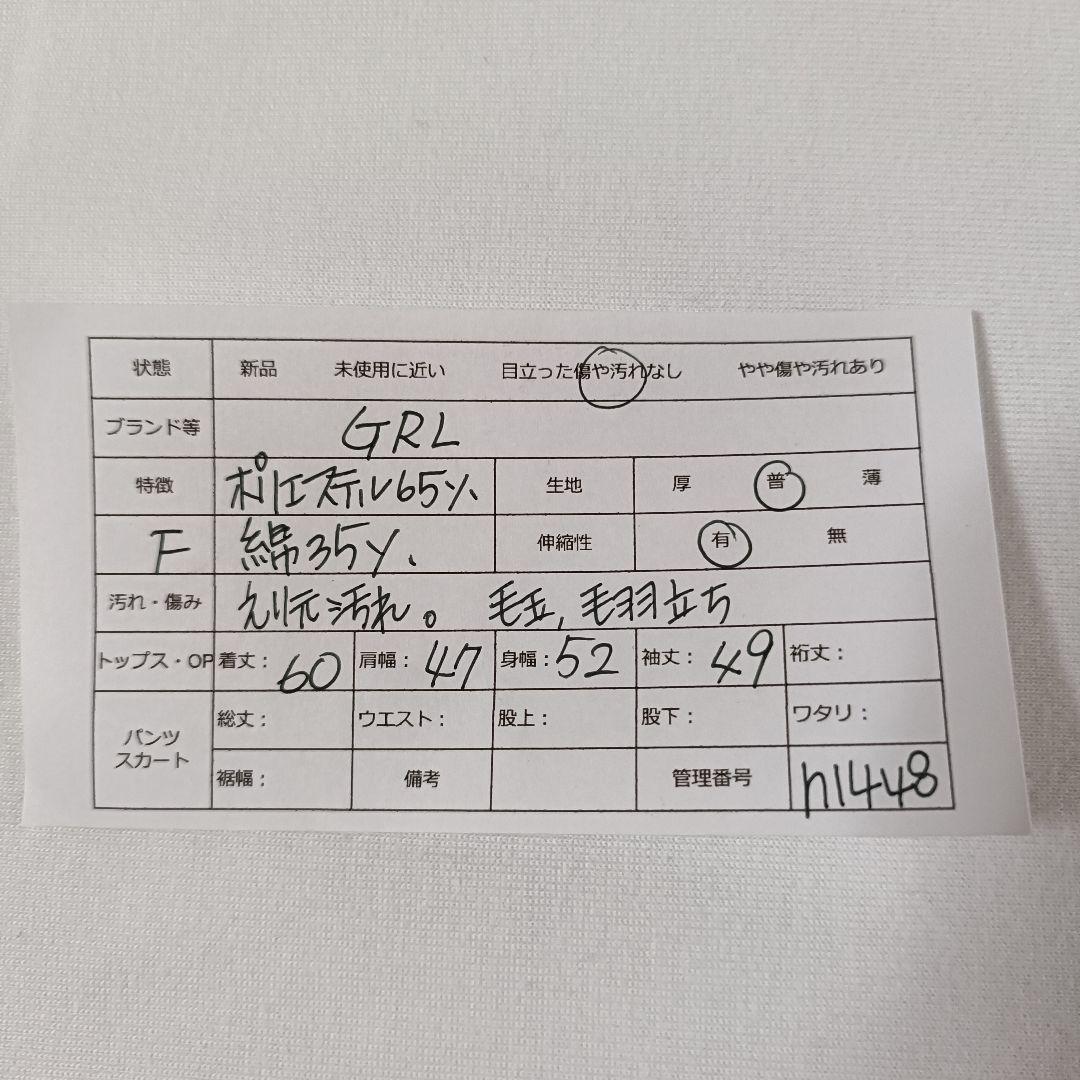 状態 新品 未使用に近い 目立った傷や汚れなし やや傷や汚れあり
ブランド等 GRL
特徴 ポリエステル65%、 生地 厚 普 薄
F 綿35%、 伸縮性 有 無
汚れ・傷み えり元汚れ。 毛玉、毛羽立ち
トップス・OP 着丈：60 肩幅：47 身幅：52 袖丈：49 裄丈：
パンツ スカート 総丈： ウエスト： 股上： 股下： ワタリ：
裾幅： 備考 管理番号 h1448